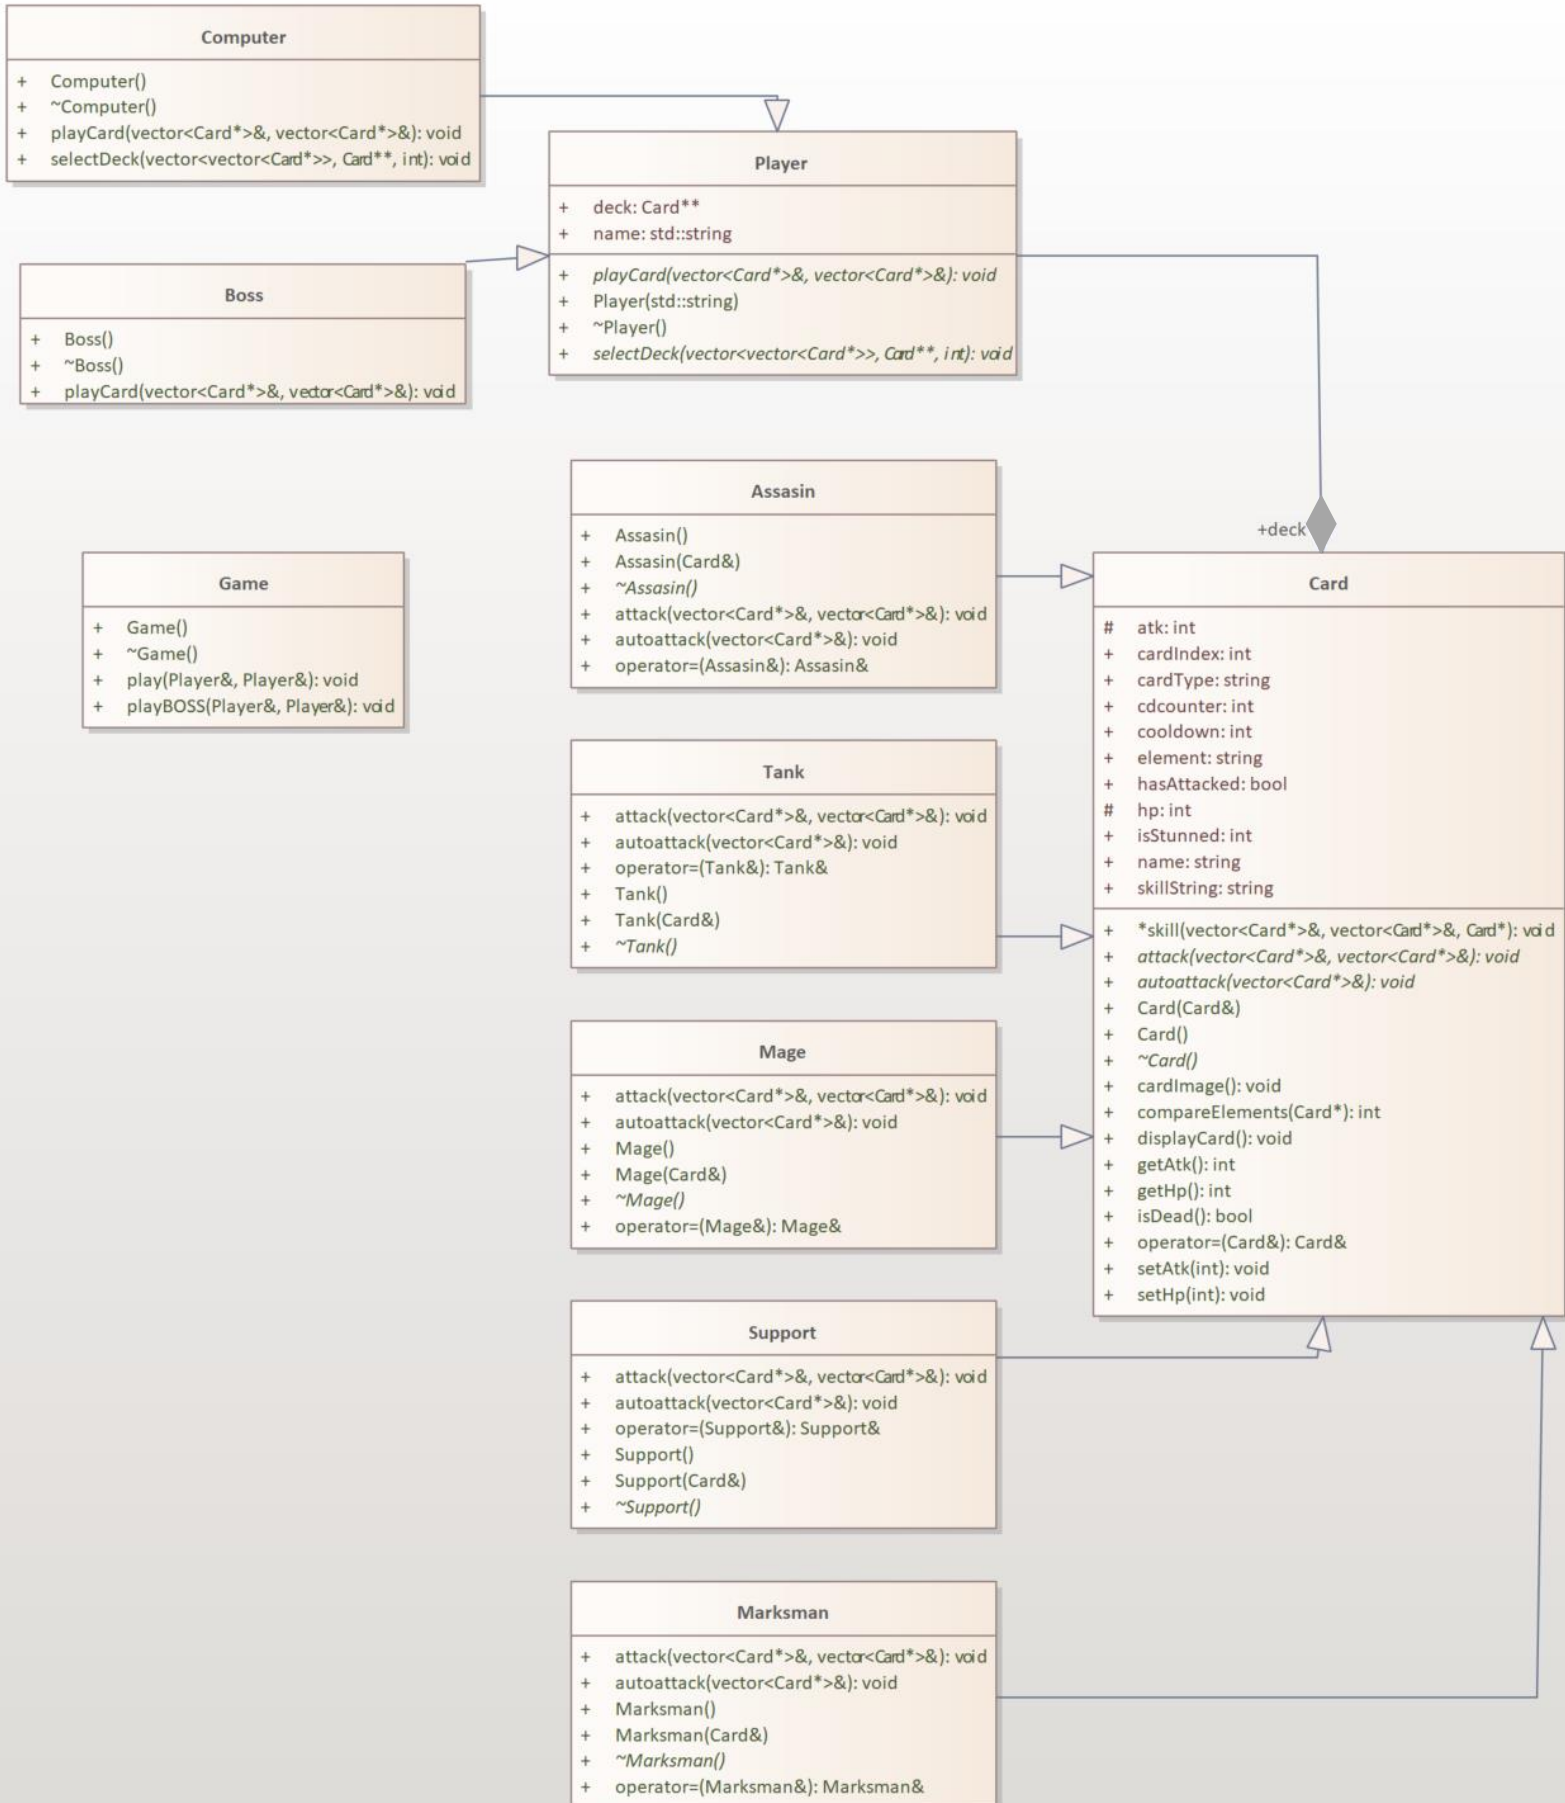 Computer
+ Computer()
+ ~Computer()
+ playCard(vector<Card*>&, vector<Card*>&): void
+ selectDeck(vector<vector<Card*>>, Card**, int): void
Player
+ deck: Card**
+ name: std::string
+ playCard(vector<Card*>&, vector<Card*>&): void
+ Player(std::string)
+ ~Player()
+ selectDeck(vector<vector<Card*>>, Card**, int): void
Boss
+ Boss()
+ ~Boss()
+ playCard(vector<Card*>&, vector<Card*>&): void
Assasin
+ Assasin()
+ Assasin(Card&)
+ ~Assasin()
+ attack(vector<Card*>&, vector<Card*>&): void
+ autoattack(vector<Card*>&): void
+ operator=(Assasin&): Assasin&
Game
+ Game()
+ ~Game()
+ play(Player&, Player&): void
+ playBOSS(Player&, Player&): void
+deck
Card
# atk: int
+ cardIndex: int
+ cardType: string
+ cdcounter: int
+ cooldown: int
+ element: string
+ hasAttacked: bool
# hp: int
+ isStunned: int
+ name: string
+ skillString: string
+ *skill(vector<Card*>&, vector<Card*>&, Card*): void
+ attack(vector<Card*>&, vector<Card*>&): void
+ autoattack(vector<Card*>&): void
+ Card(Card&)
+ Card()
+ ~Card()
+ cardImage(): void
+ compareElements(Card*): int
+ displayCard(): void
+ getAtk(): int
+ getHp(): int
+ isDead(): bool
+ operator=(Card&): Card&
+ setAtk(int): void
+ setHp(int): void
Tank
+ attack(vector<Card*>&, vector<Card*>&): void
+ autoattack(vector<Card*>&): void
+ operator=(Tank&): Tank&
+ Tank()
+ Tank(Card&)
+ ~Tank()
Mage
+ attack(vector<Card*>&, vector<Card*>&): void
+ autoattack(vector<Card*>&): void
+ Mage()
+ Mage(Card&)
+ ~Mage()
+ operator=(Mage&): Mage&
Support
+ attack(vector<Card*>&, vector<Card*>&): void
+ autoattack(vector<Card*>&): void
+ operator=(Support&): Support&
+ Support()
+ Support(Card&)
+ ~Support()
Marksman
+ attack(vector<Card*>&, vector<Card*>&): void
+ autoattack(vector<Card*>&): void
+ Marksman()
+ Marksman(Card&)
+ ~Marksman()
+ operator=(Marksman&): Marksman&